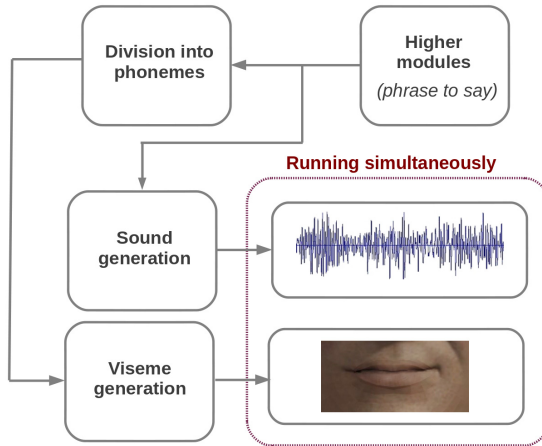 Division into
phonemes
Higher
modules
(phrase to say)
Running simultaneously
Sound
generation
Viseme
generation